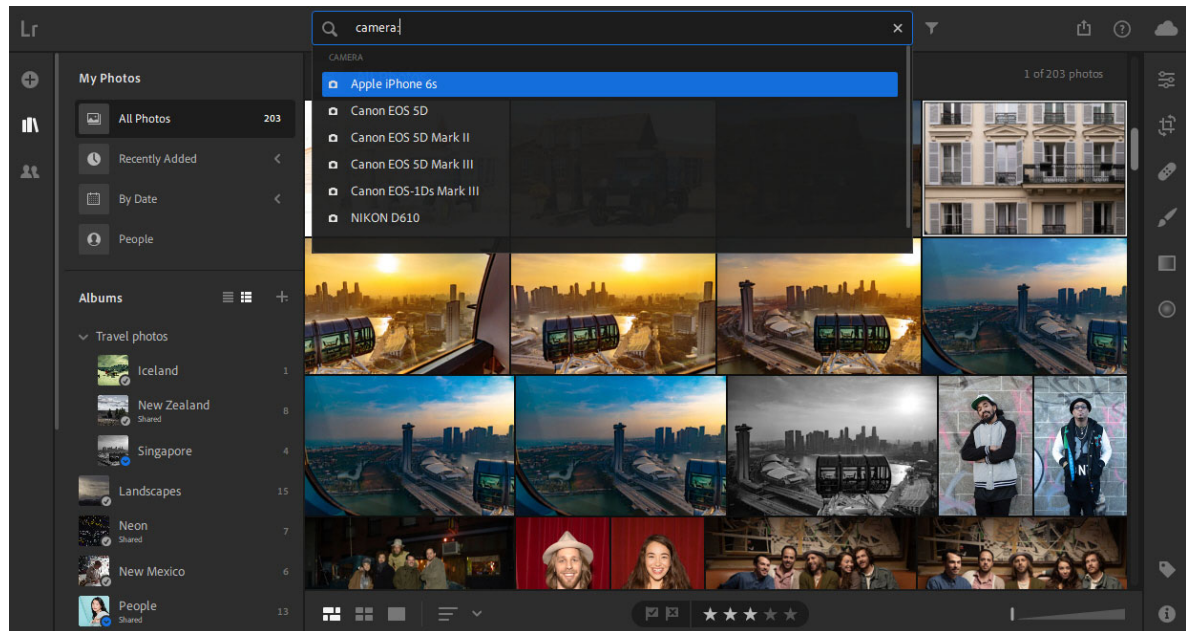 Lr
camera:
CAMERA
Apple iPhone 6s
Canon EOS 5D
Canon EOS 5D Mark II
Canon EOS 5D Mark III
Canon EOS-1Ds Mark III
NIKON D610
1 of 203 photos
My Photos
All Photos 203
Recently Added
By Date
People
Albums
Travel photos
Iceland 1
New Zealand 8
Shared
Singapore 4
Landscapes 15
Neon 7
Shared
New Mexico 6
People 13
Shared